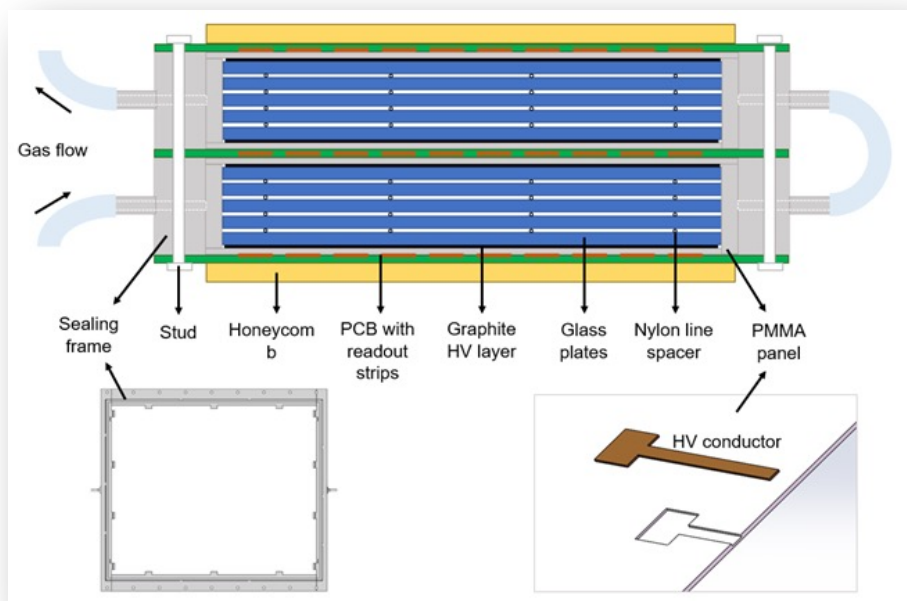 Gas flow
Sealing
frame
Stud
Honeycom
b
PCB with
readout
strips
Graphite
HV layer
Glass
plates
Nylon line
spacer
PMMA
panel
HV conductor